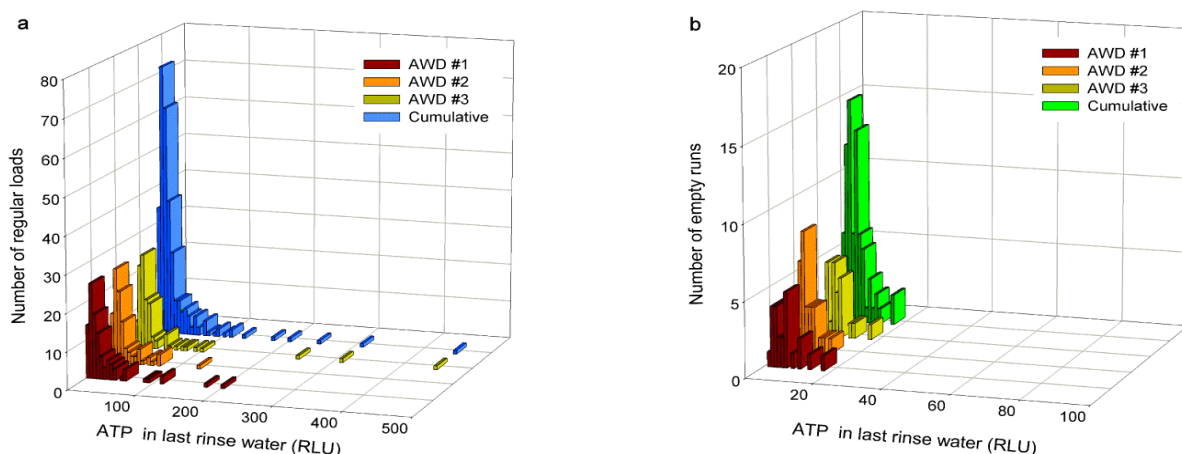 a
80
70
60
50
40
30
20
10
0
Number of regular loads
AWD #1
AWD #2
AWD #3
Cumulative
100
200
300
400
500
ATP in last rinse water (RLU)
b
20
15
10
5
0
Number of empty runs
AWD #1
AWD #2
AWD #3
Cumulative
20
40
60
80
100
ATP in last rinse water (RLU)